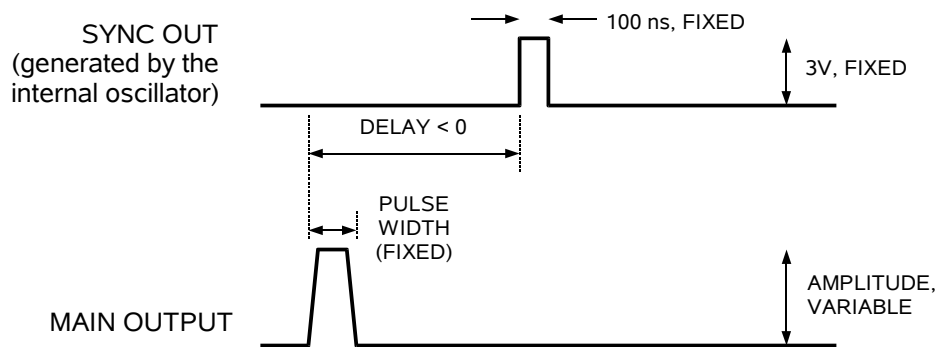 SYNC OUT
(generated by the
internal oscillator)
100 ns, FIXED
3V, FIXED
DELAY < 0
PULSE
WIDTH
(FIXED)
MAIN OUTPUT
AMPLITUDE,
VARIABLE